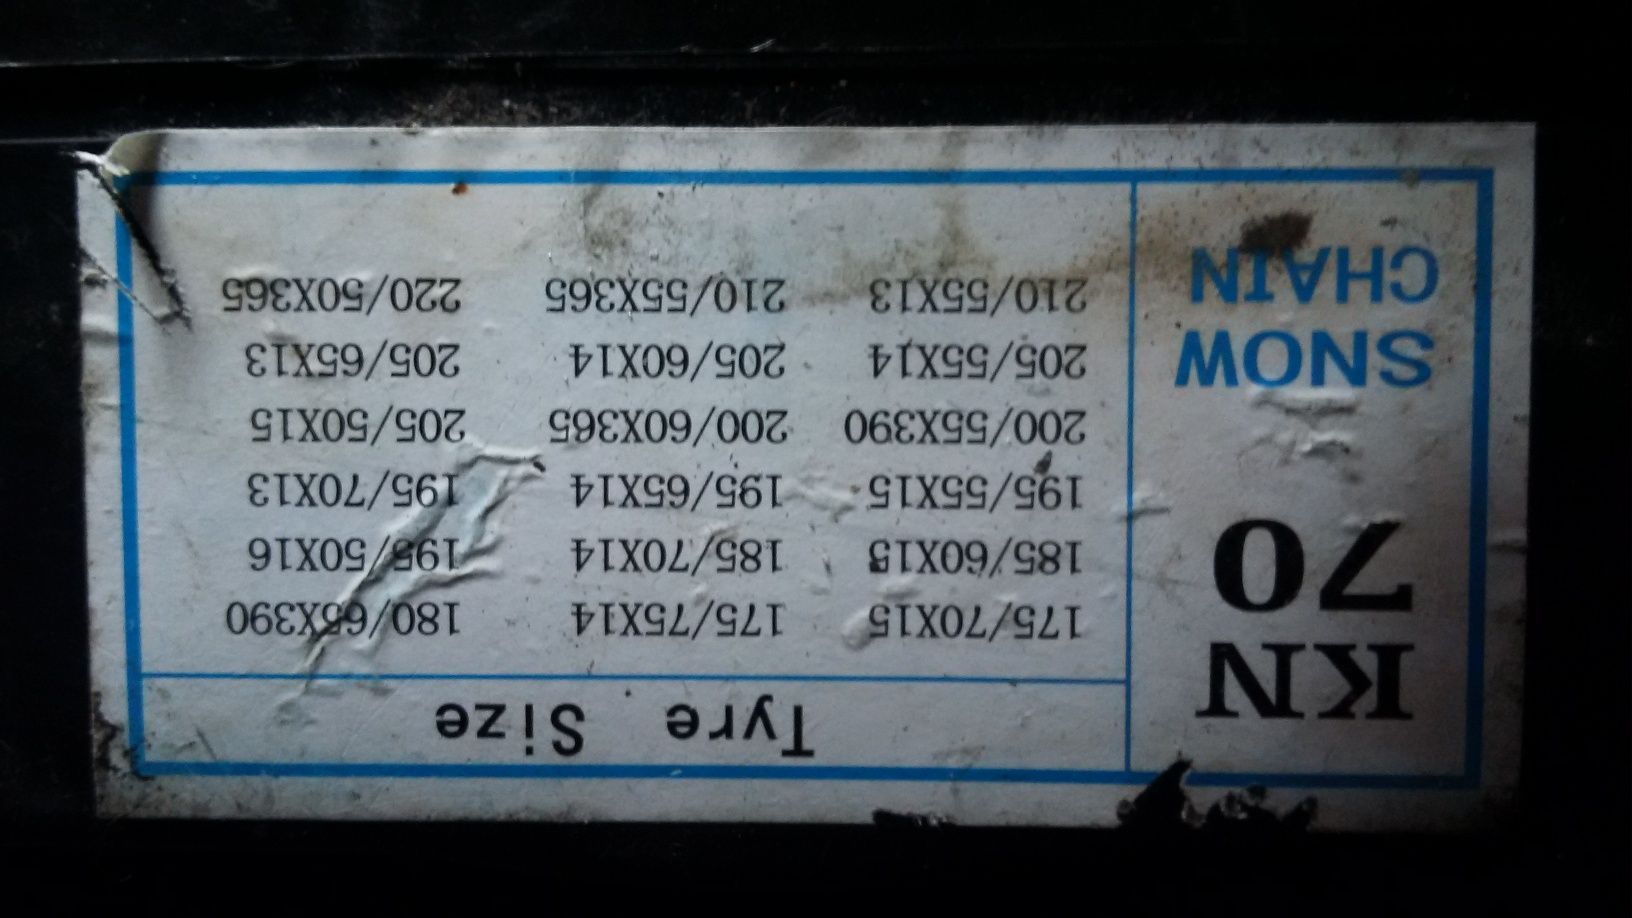 KN
70
SNOW
CHAIN
Tyre Size
175/70X15 175/75X14 180/65X390
185/60X15 185/70X14 195/50X16
195/55X15 195/65X14 195/70X13
200/55X390 200/60X365 205/50X15
205/55X14 205/60X14 205/65X13
210/55X13 210/55X365 220/50X365